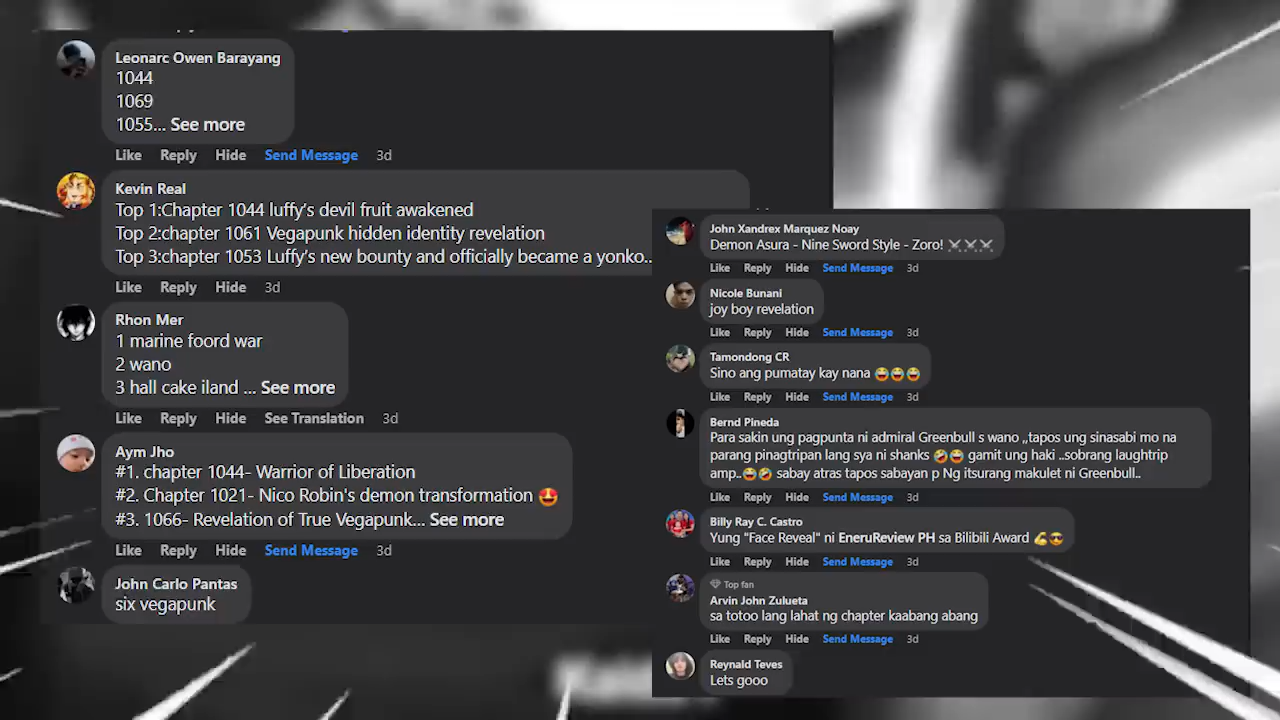 Leonarc Owen Barayang
1044
1069
1055... See more
Like Reply Hide Send Message 3d
Kevin Real
Top 1:Chapter 1044 luffy's devil fruit awakened
Top 2:chapter 1061 Vegapunk hidden identity revelation
Top 3:chapter 1053 Luffy's new bounty and officially became a yonko..
Like Reply Hide 3d
Rhon Mer
1 marine foord war
2 wano
3 hall cake iland ... See more
Like Reply Hide See Translation 3d
Aym Jho
#1. chapter 1044- Warrior of Liberation
#2. Chapter 1021- Nico Robin's demon transformation 🤩
#3. 1066- Revelation of True Vegapunk... See more
Like Reply Hide Send Message 3d
John Carlo Pantas
six vegapunk
John Xandrex Marquez Noay
Demon Asura - Nine Sword Style - Zoro! ⚔⚔⚔
Like Reply Hide Send Message 3d
Nicole Bunani
joy boy revelation
Like Reply Hide Send Message 3d
Tamondong CR
Sino ang pumatay kay nana 😂😂😂
Like Reply Hide Send Message 3d
Bernd Pineda
Para sakin ung pagpunta ni admiral Greenbull s wano ,,tapos ung sinasabi mo na
parang pinagtripan lang sya ni shanks 🤣😂 gamit ung haki ..sobrang laughtrip
amp..😂🤣 sabay atras tapos sabayan p Ng itsurang makulet ni Greenbull..
Like Reply Hide Send Message 3d
Billy Ray C. Castro
Yung "Face Reveal" ni EneruReview PH sa Bilibili Award 💪😎
Like Reply Hide Send Message 3d
Top fan
Arvin John Zulueta
sa totoo lang lahat ng chapter kaabang abang
Like Reply Hide Send Message 3d
Reynald Teves
Lets gooo